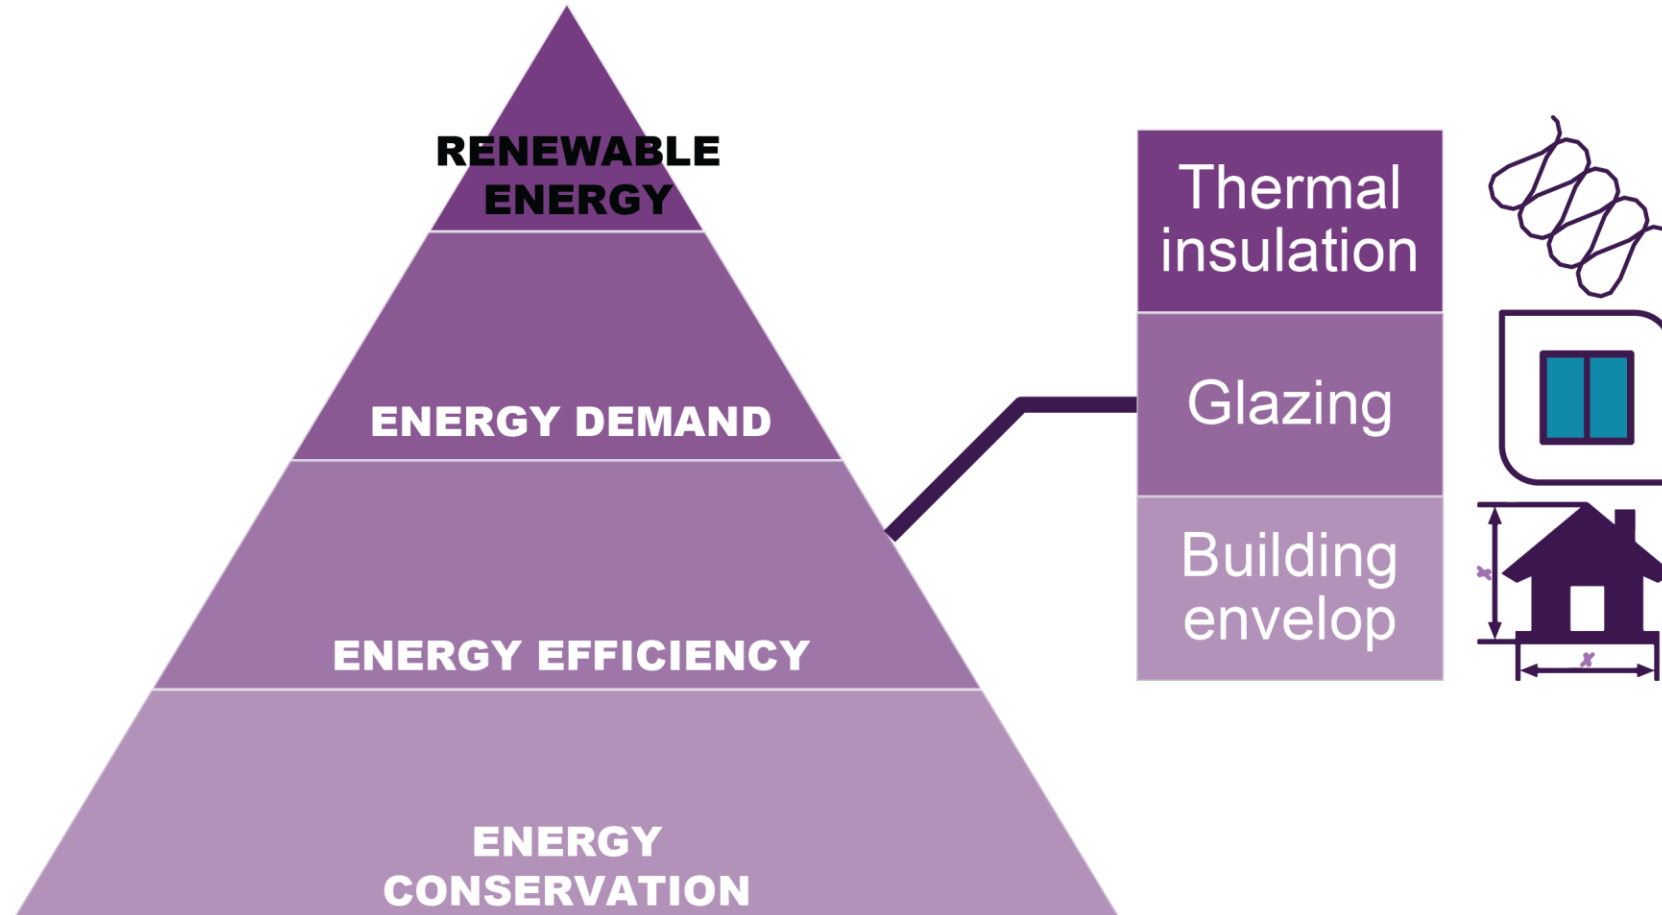 RENEWABLE
ENERGY
ENERGY DEMAND
ENERGY EFFICIENCY
ENERGY
CONSERVATION
Thermal
insulation
Glazing
Building
envelop
x
x